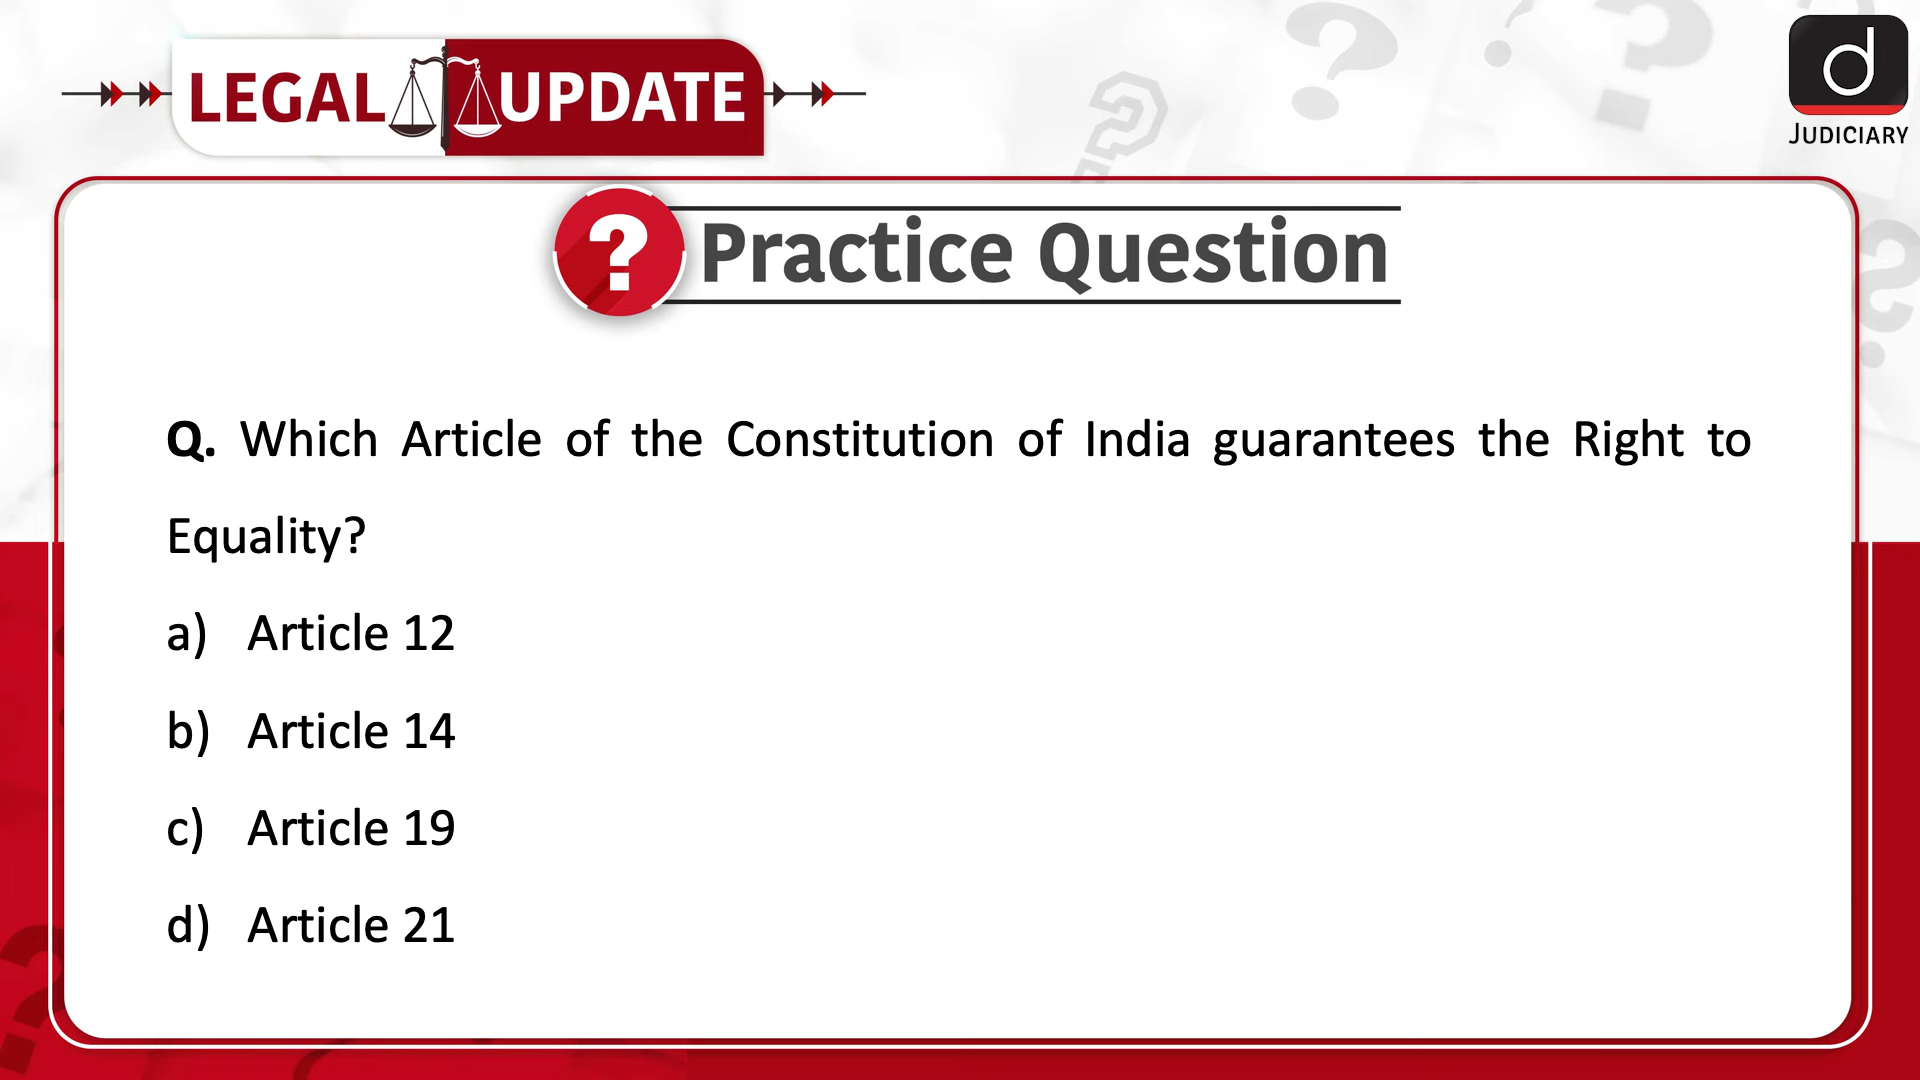 LEGAL UPDATE
d
JUDICIARY
? Practice Question
Q. Which Article of the Constitution of India guarantees the Right to
Equality?
a) Article 12
b) Article 14
c) Article 19
d) Article 21